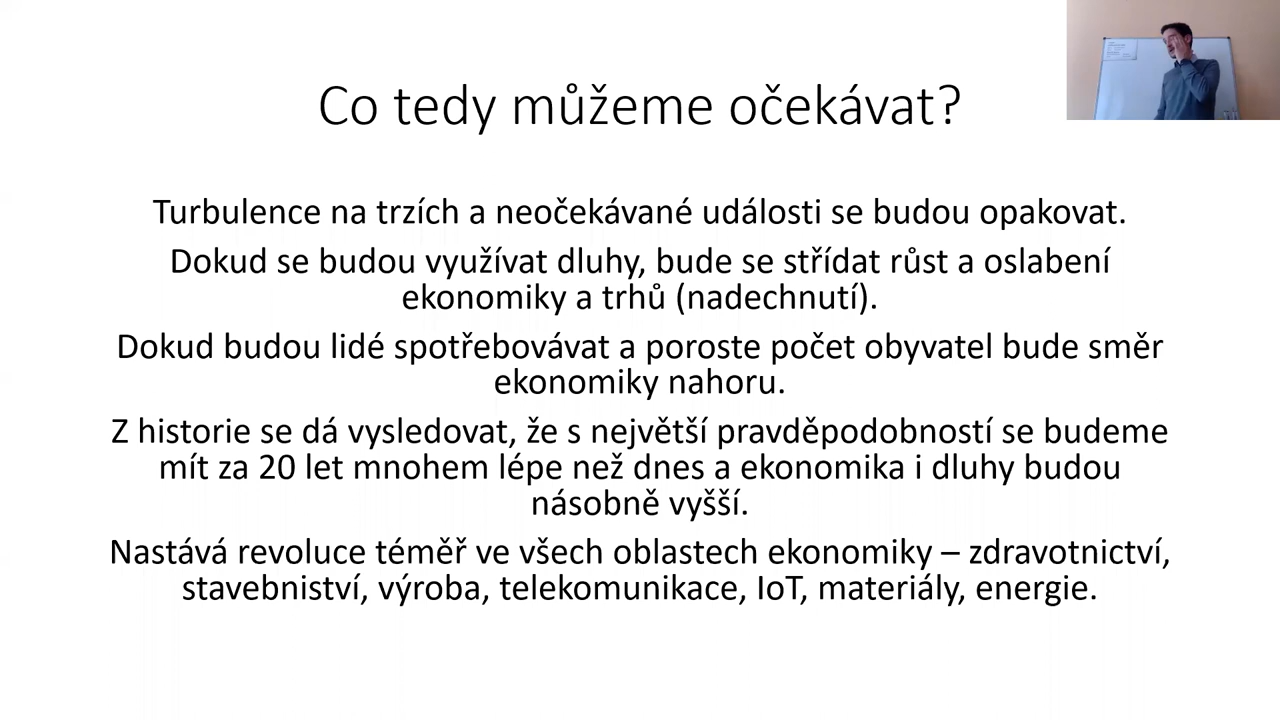 Co tedy můžeme očekávat?
Turbulence na trzích a neočekávané události se budou opakovat.
Dokud se budou využívat dluhy, bude se střídat růst a oslabení
ekonomiky a trhů (nadechnutí).
Dokud budou lidé spotřebovávat a poroste počet obyvatel bude směr
ekonomiky nahoru.
Z historie se dá vysledovat, že s největší pravděpodobností se budeme
mít za 20 let mnohem lépe než dnes a ekonomika i dluhy budou
násobně vyšší.
Nastává revoluce téměř ve všech oblastech ekonomiky – zdravotnictví,
stavebniství, výroba, telekomunikace, IoT, materiály, energie.